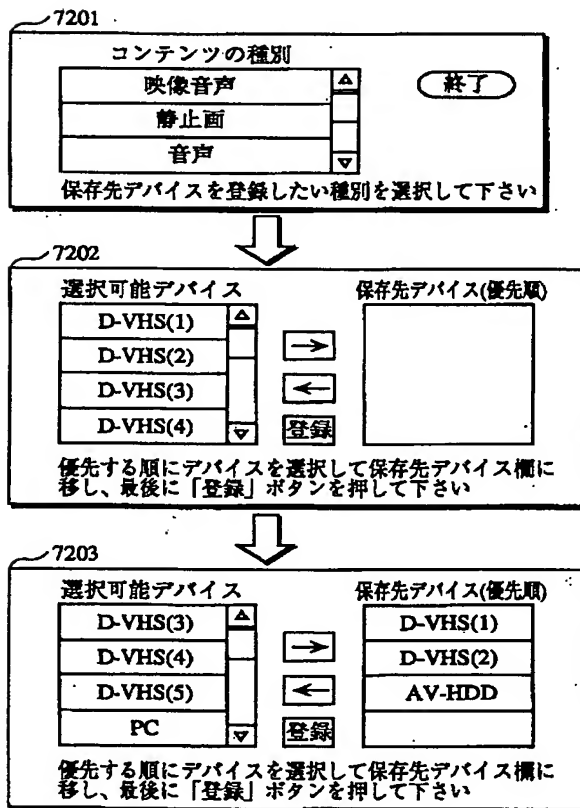 7201
コンテンツの種別
映像音声
静止画
音声
終了
保存先デバイスを登録したい種別を選択して下さい
7202
選択可能デバイス
D-VHS(1)
D-VHS(2)
D-VHS(3)
D-VHS(4)
→
←
登録
保存先デバイス(優先順)
優先する順にデバイスを選択して保存先デバイス欄に
移し、最後に「登録」ボタンを押して下さい
7203
選択可能デバイス
D-VHS(3)
D-VHS(4)
D-VHS(5)
PC
→
←
登録
保存先デバイス(優先順)
D-VHS(1)
D-VHS(2)
AV-HDD
優先する順にデバイスを選択して保存先デバイス欄に
移し、最後に「登録」ボタンを押して下さい